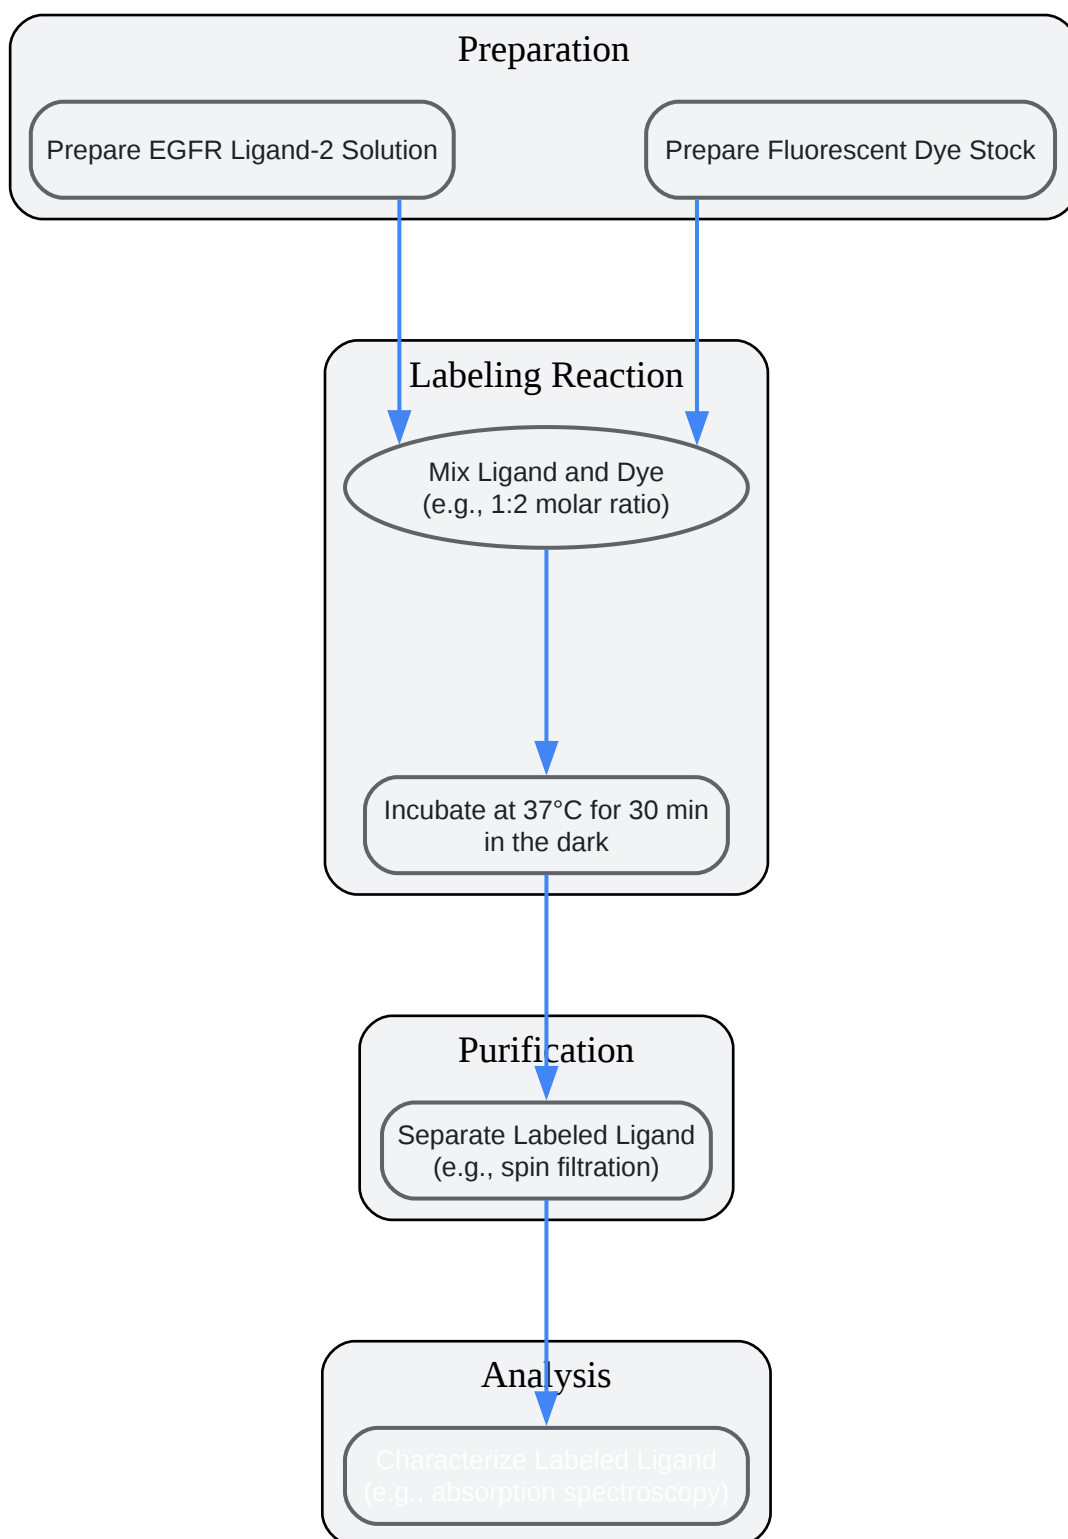 Preparation
Prepare EGFR Ligand-2 Solution
Prepare Fluorescent Dye Stock
Labeling Reaction
Mix Ligand and Dye
(e.g., 1:2 molar ratio)
Incubate at 37°C for 30 min
in the dark
Purification
Separate Labeled Ligand
(e.g., spin filtration)
Analysis
Characterize Labeled Ligand
(e.g., absorption spectroscopy)